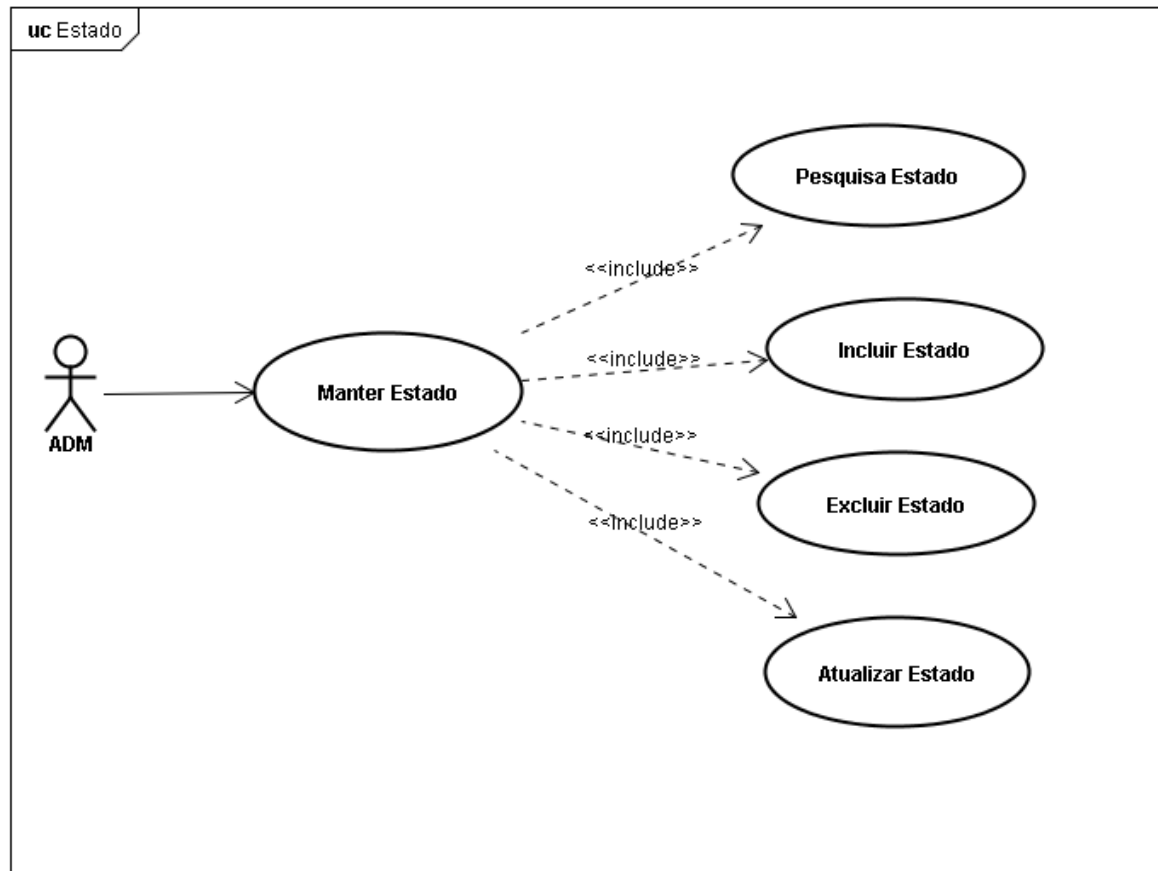 uc Estado
Pesquisa Estado
<<include>>
Incluir Estado
<<include>>
Manter Estado
ADM
<<include>>
Excluir Estado
<<include>>
Atualizar Estado